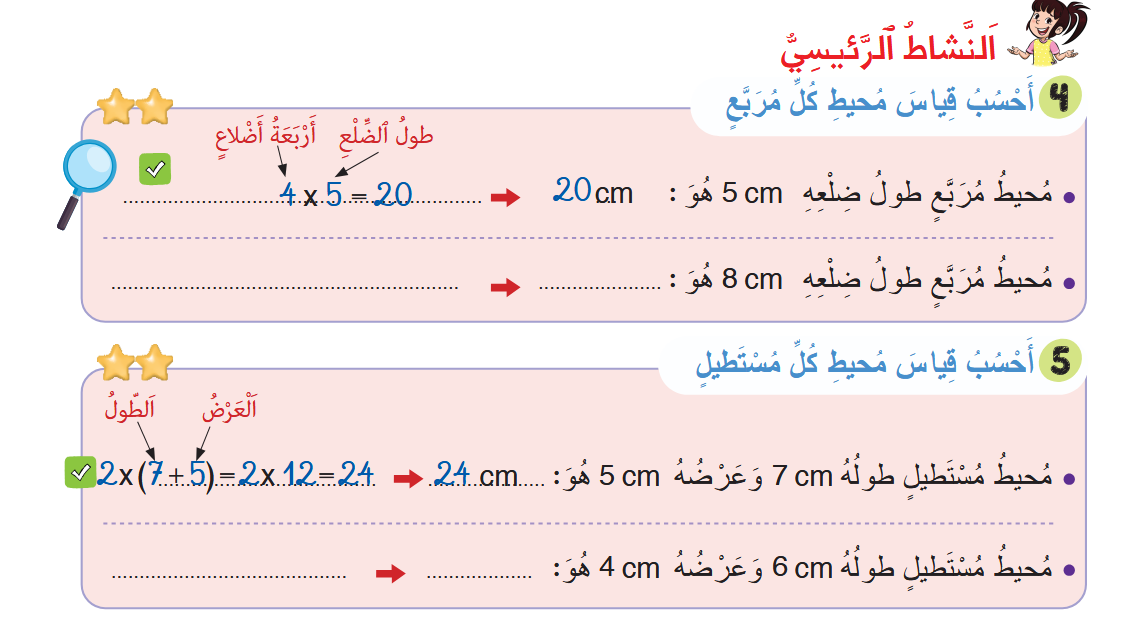 اَلنَّشاطُ ٱلرَّئيسِيُّ
4 أَحْسُبُ قِياسَ مُحيطِ كُلِّ مُرَبَّعٍ
طولُ ٱلضِّلْعِ أَرْبَعَةُ أَضْلاعٍ
مُحيطُ مُرَبَّعٍ طولُ ضِلْعِهِ 5 cm هُوَ : 20 cm
4 x 5 = 20
مُحيطُ مُرَبَّعٍ طولُ ضِلْعِهِ 8 cm هُوَ : ......................
..............................................................
5 أَحْسُبُ قِياسَ مُحيطِ كُلِّ مُسْتَطيلٍ
اَلْعَرْضُ اَلطّولُ
مُحيطُ مُسْتَطيلٍ طولُهُ 7 cm وَعَرْضُهُ 5 cm هُوَ: 24 cm
2 x (7 + 5) = 2 x 12 = 24
مُحيطُ مُسْتَطيلٍ طولُهُ 6 cm وَعَرْضُهُ 4 cm هُوَ: ...................
..........................................